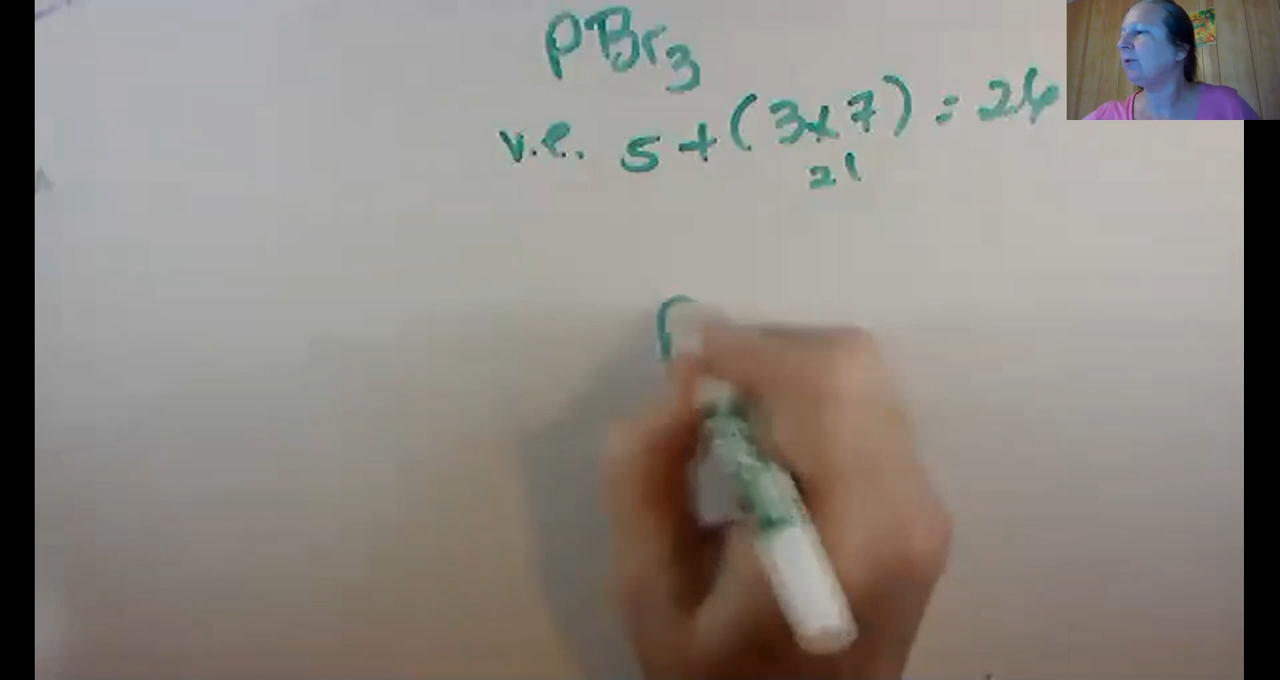 PBr3
v.e. 5 + (3x7) = 26
21